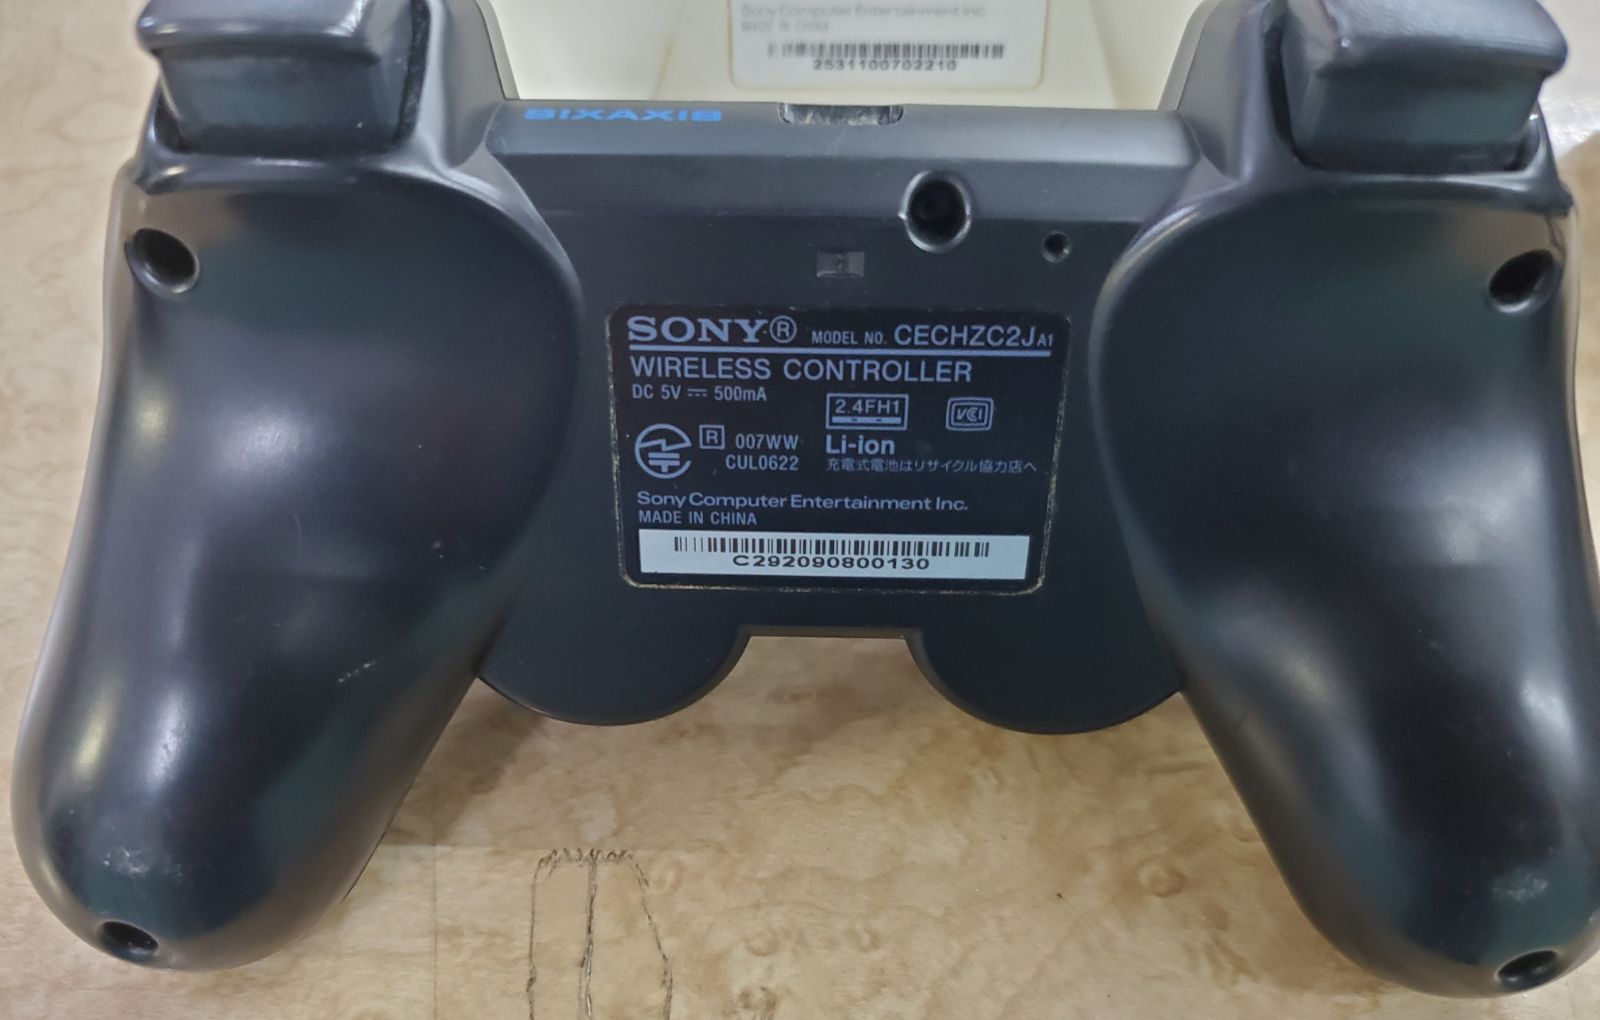 Sony Computer Entertainment Inc.
MADE IN CHINA
2531100702210
SIXAXIS
SONY® MODEL NO. CECHZC2J A1
WIRELESS CONTROLLER
DC 5V ⎓ 500mA
2.4FH1
VCI
R 007WW
CUL0622
Li-ion
充電式電池はリサイクル協力店へ
Sony Computer Entertainment Inc.
MADE IN CHINA
C292090800130